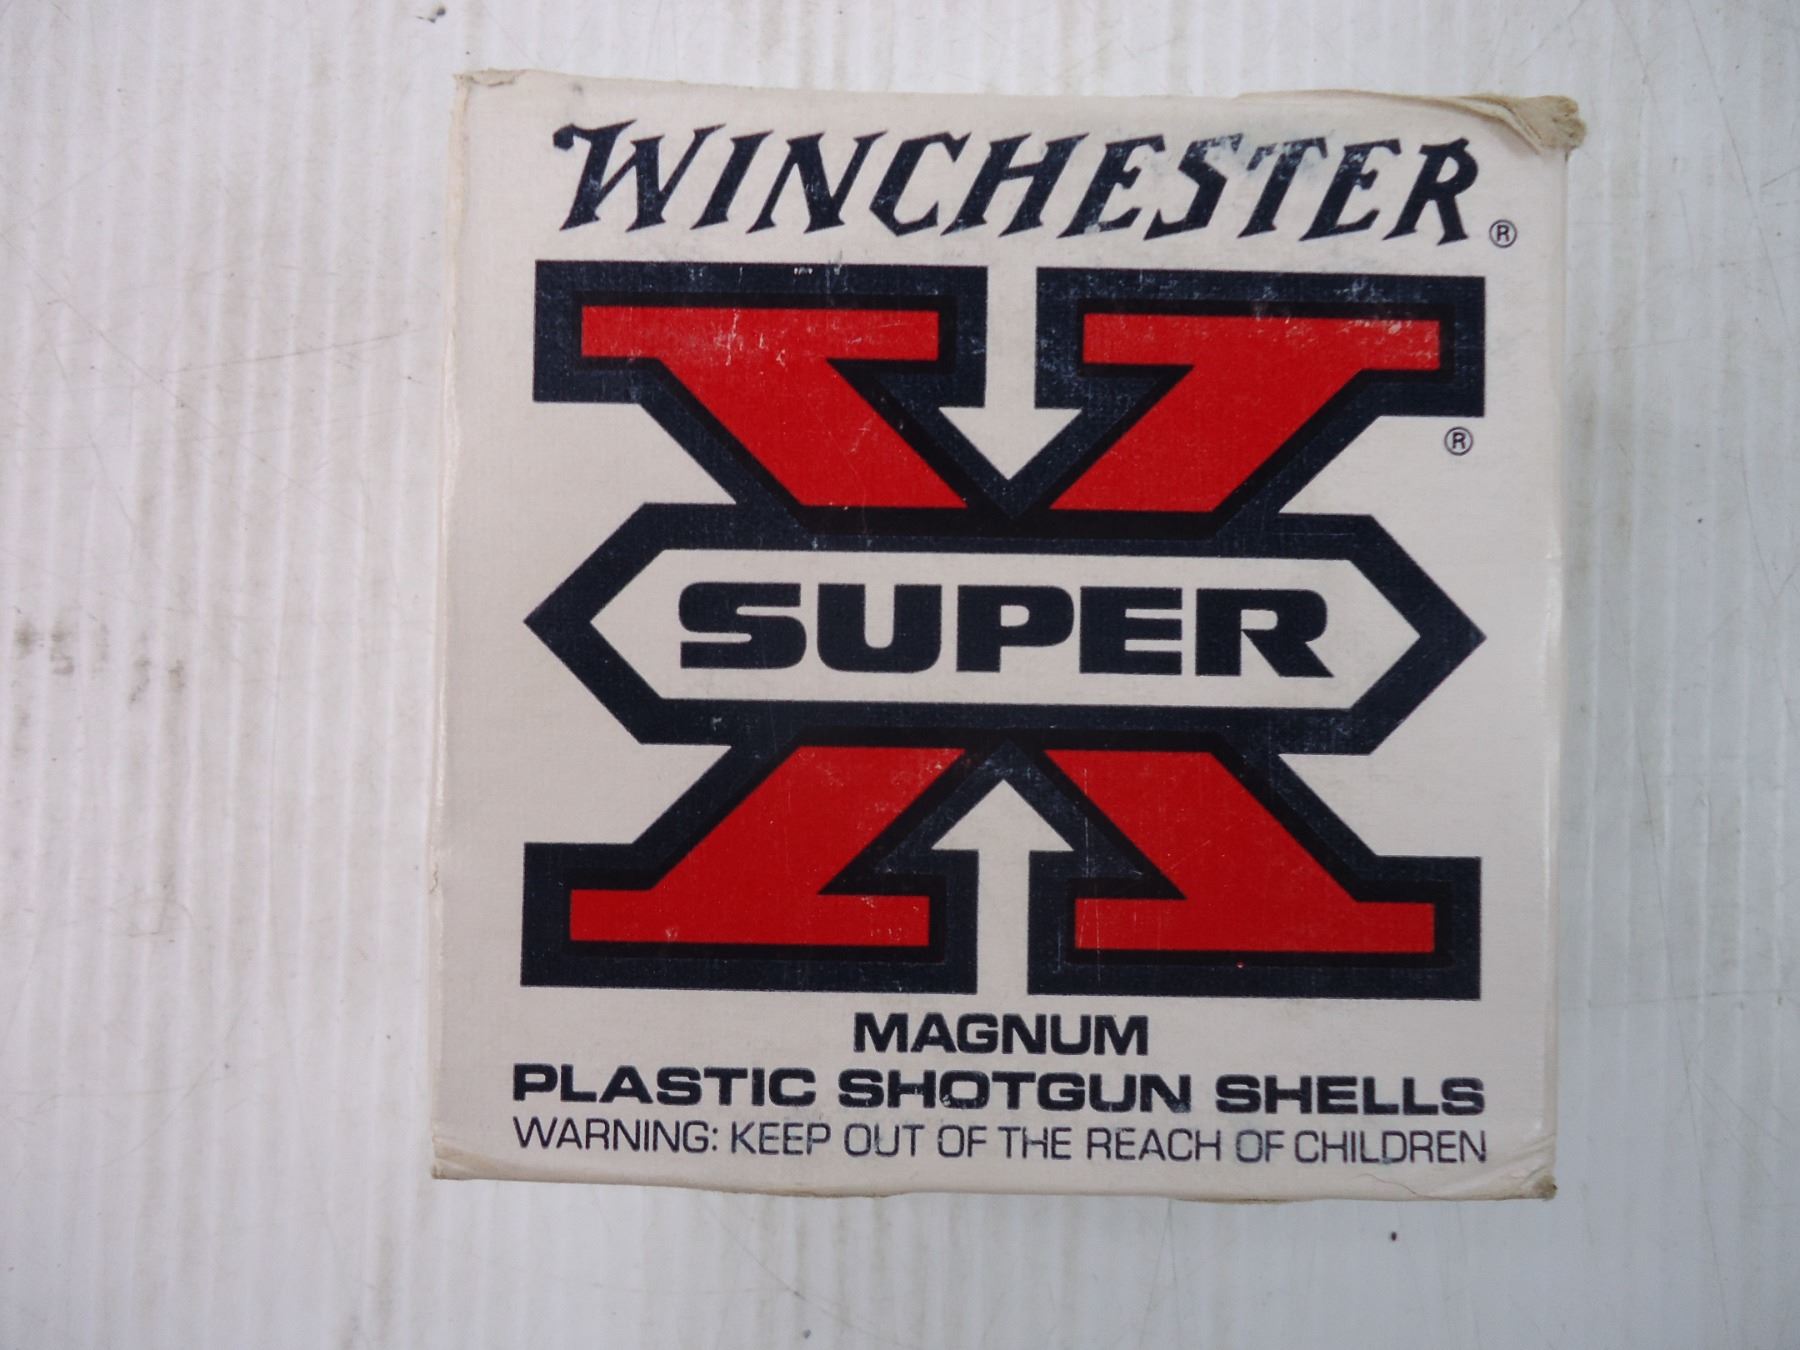 WINCHESTER®
X®
SUPER
MAGNUM
PLASTIC SHOTGUN SHELLS
WARNING: KEEP OUT OF THE REACH OF CHILDREN